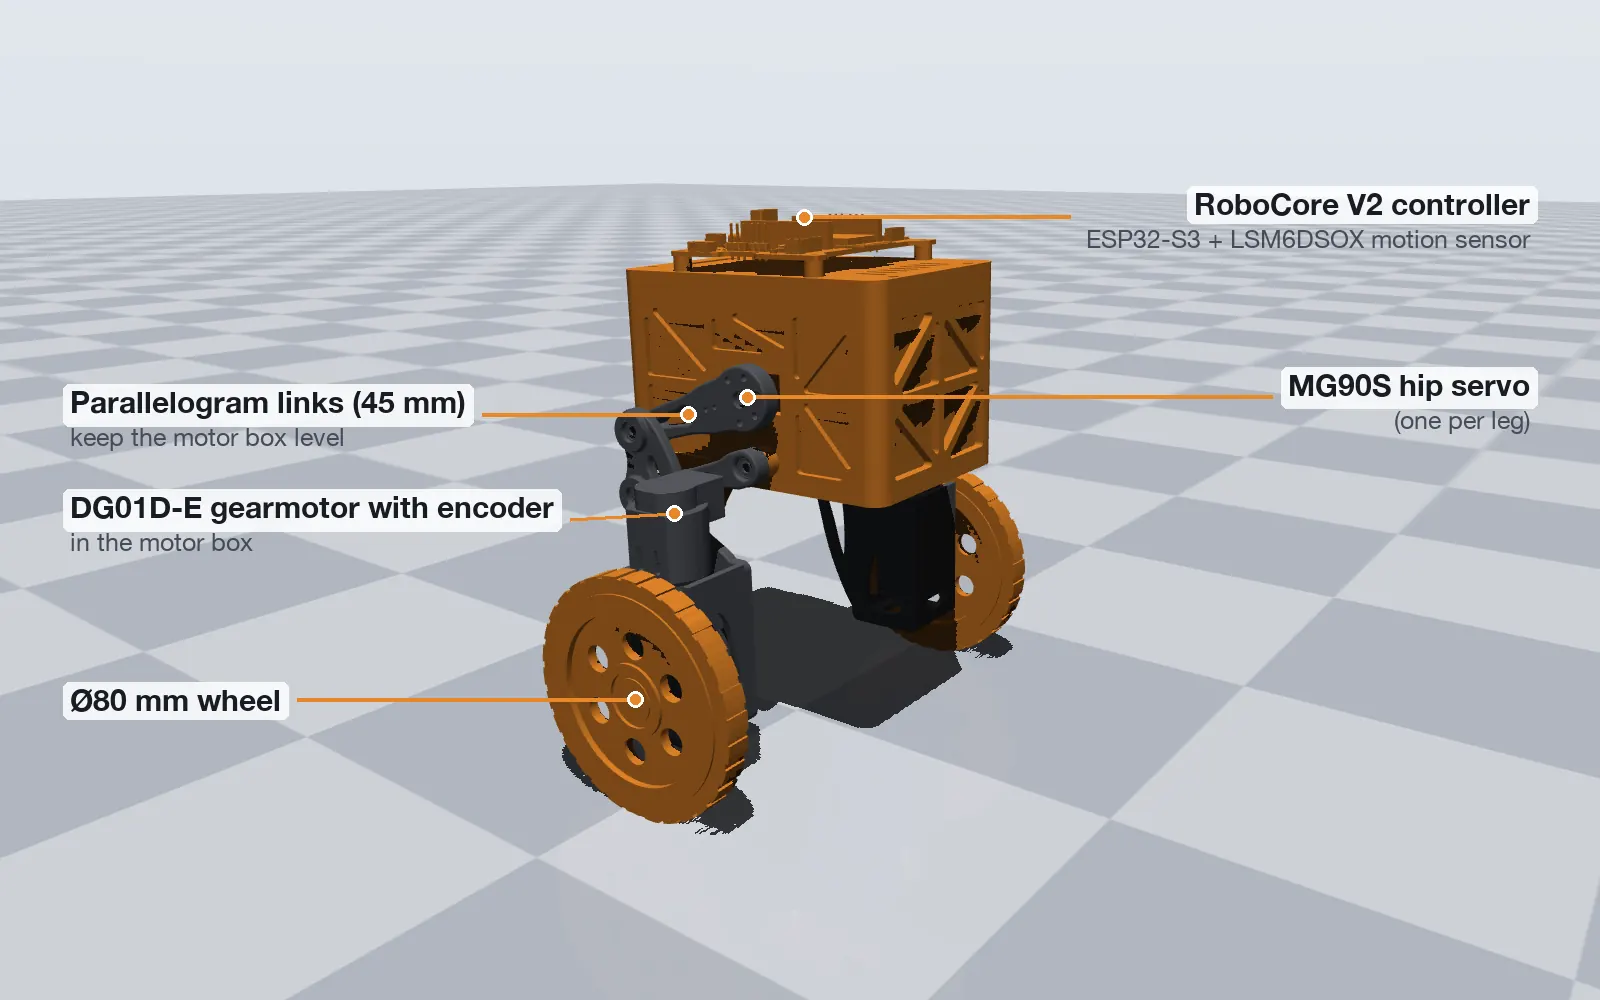 RoboCore V2 controller
ESP32-S3 + LSM6DSOX motion sensor
MG90S hip servo
(one per leg)
Parallelogram links (45 mm)
keep the motor box level
DG01D-E gearmotor with encoder
in the motor box
Ø80 mm wheel